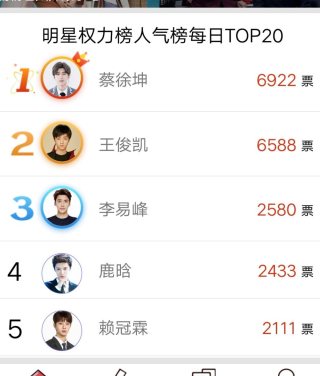 明星权力榜人气榜每日TOP20
1 蔡徐坤 6922 票
2 王俊凯 6588 票
3 李易峰 2580 票
4 鹿晗 2433 票
5 赖冠霖 2111 票